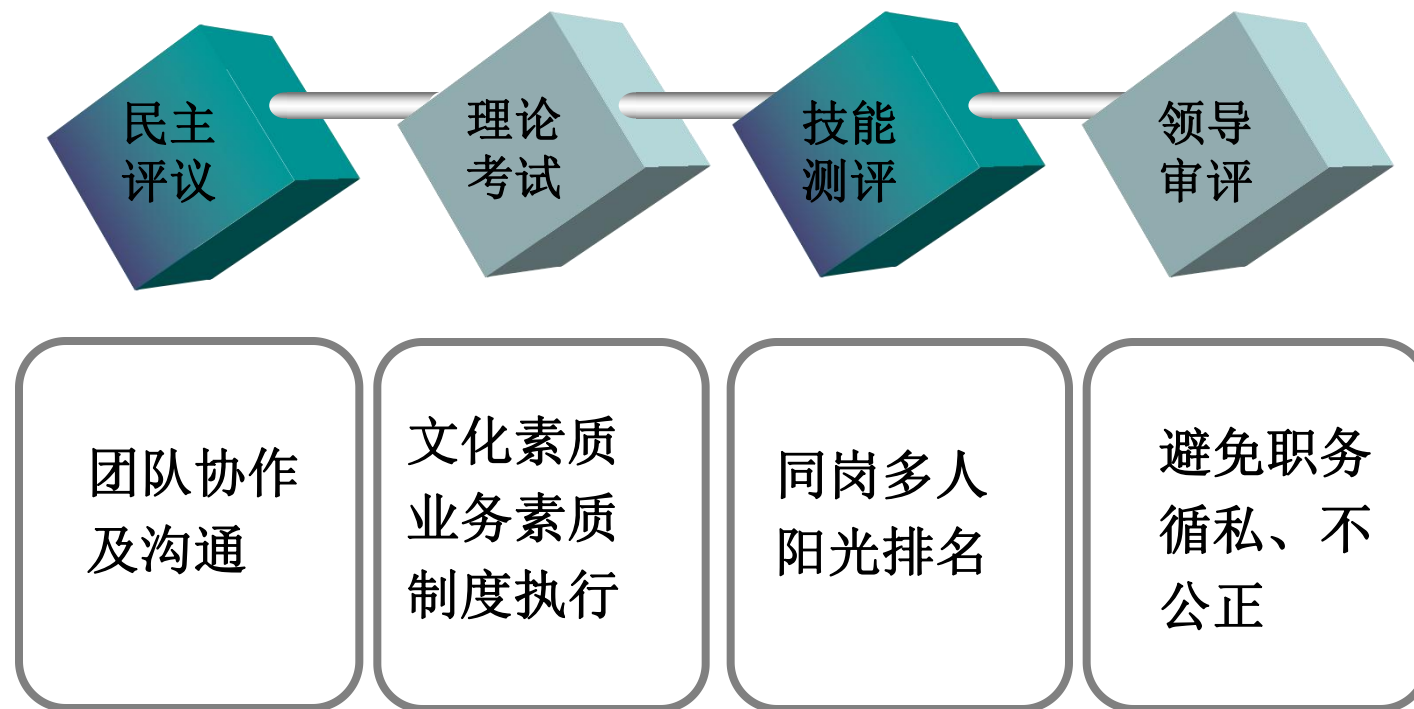 民主
评议
理论
考试
技能
测评
领导
审评
团队协作
及沟通
文化素质
业务素质
制度执行
同岗多人
阳光排名
避免职务
循私、不
公正